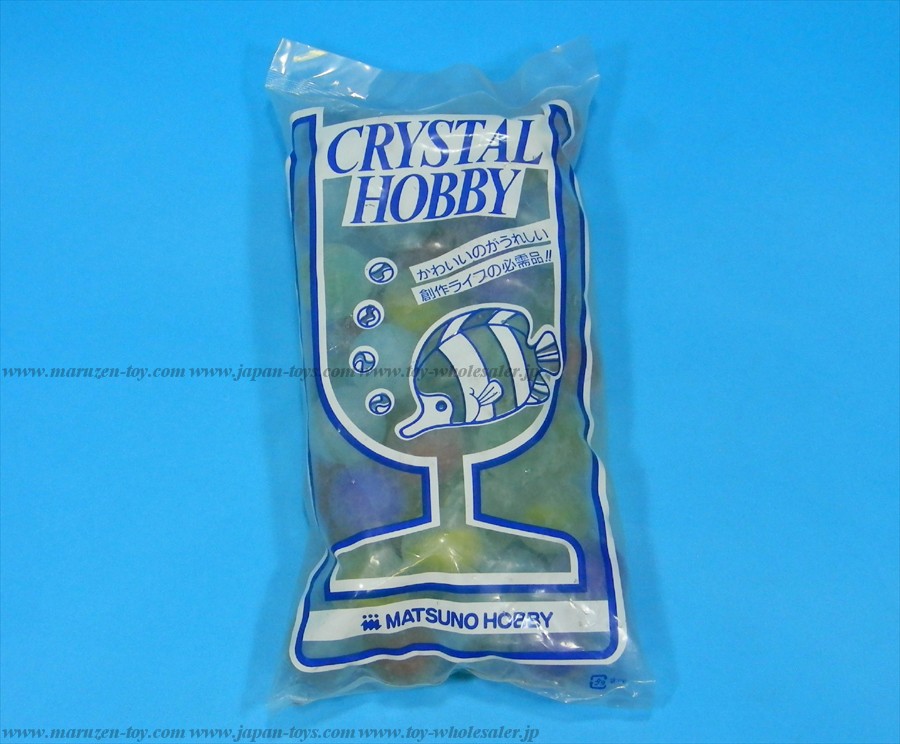 CRYSTAL
HOBBY
かわいいのがうれしい
創作ライフの必需品!!
www.maruzen-toy.com www.japan-toys.com www.toy-wholesaler.jp
MATSUNO HOBBY
www.maruzen-toy.com www.japan-toys.com www.toy-wholesaler.jp